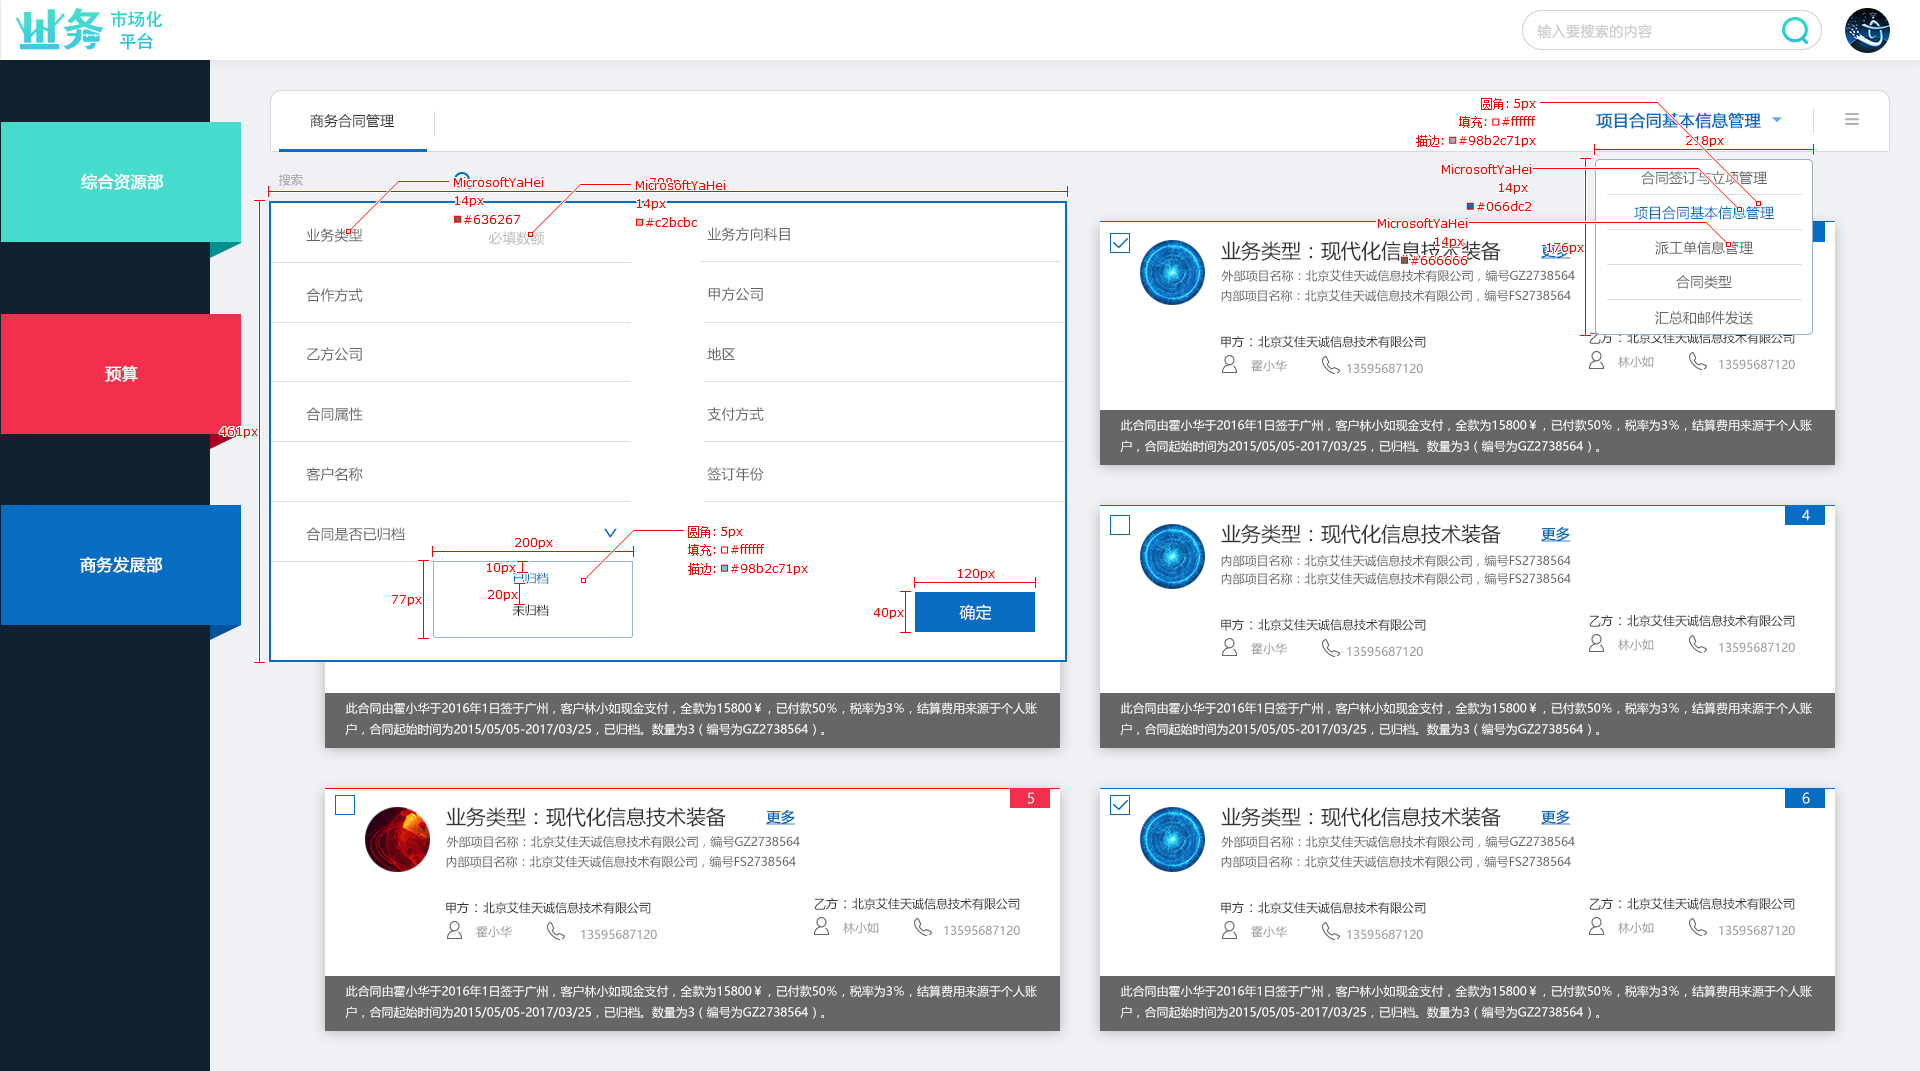 业务 市场化
平台
输入要搜索的内容
综合资源部
预算
商务发展部
商务合同管理
项目合同基本信息管理
圆角: 5px
填充: #ffffff
描边: #98b2c71px
218px
搜索
MicrosoftYaHei
14px
#636267
MicrosoftYaHei
14px
#c2bcbc
MicrosoftYaHei
14px
#066dc2
MicrosoftYaHei
14px
#666666
176px
合同签订与立项管理
项目合同基本信息管理
派工单信息管理
合同类型
汇总和邮件发送
461px
业务类型
必填数额
业务方向科目
合作方式
甲方公司
乙方公司
地区
合同属性
支付方式
客户名称
签订年份
合同是否已归档
200px
10px
已归档
20px
未归档
77px
圆角: 5px
填充: #ffffff
描边: #98b2c71px
120px
40px
确定
业务类型：现代化信息技术装备
更多
外部项目名称：北京艾佳天诚信息技术有限公司，编号GZ2738564
内部项目名称：北京艾佳天诚信息技术有限公司，编号FS2738564
甲方：北京艾佳天诚信息技术有限公司
霍小华 13595687120
乙方：北京艾佳天诚信息技术有限公司
林小如 13595687120
此合同由霍小华于2016年1日签于广州，客户林小如现金支付，全款为15800￥，已付款50%，税率为3%，结算费用来源于个人账
户，合同起始时间为2015/05/05-2017/03/25，已归档。数量为3（编号为GZ2738564）。
4
业务类型：现代化信息技术装备
更多
内部项目名称：北京艾佳天诚信息技术有限公司，编号FS2738564
内部项目名称：北京艾佳天诚信息技术有限公司，编号FS2738564
甲方：北京艾佳天诚信息技术有限公司
霍小华 13595687120
乙方：北京艾佳天诚信息技术有限公司
林小如 13595687120
此合同由霍小华于2016年1日签于广州，客户林小如现金支付，全款为15800￥，已付款50%，税率为3%，结算费用来源于个人账
户，合同起始时间为2015/05/05-2017/03/25，已归档。数量为3（编号为GZ2738564）。
此合同由霍小华于2016年1日签于广州，客户林小如现金支付，全款为15800￥，已付款50%，税率为3%，结算费用来源于个人账
户，合同起始时间为2015/05/05-2017/03/25，已归档。数量为3（编号为GZ2738564）。
5
业务类型：现代化信息技术装备
更多
外部项目名称：北京艾佳天诚信息技术有限公司，编号GZ2738564
内部项目名称：北京艾佳天诚信息技术有限公司，编号FS2738564
甲方：北京艾佳天诚信息技术有限公司
霍小华 13595687120
乙方：北京艾佳天诚信息技术有限公司
林小如 13595687120
此合同由霍小华于2016年1日签于广州，客户林小如现金支付，全款为15800￥，已付款50%，税率为3%，结算费用来源于个人账
户，合同起始时间为2015/05/05-2017/03/25，已归档。数量为3（编号为GZ2738564）。
6
业务类型：现代化信息技术装备
更多
外部项目名称：北京艾佳天诚信息技术有限公司，编号GZ2738564
内部项目名称：北京艾佳天诚信息技术有限公司，编号FS2738564
甲方：北京艾佳天诚信息技术有限公司
霍小华 13595687120
乙方：北京艾佳天诚信息技术有限公司
林小如 13595687120
此合同由霍小华于2016年1日签于广州，客户林小如现金支付，全款为15800￥，已付款50%，税率为3%，结算费用来源于个人账
户，合同起始时间为2015/05/05-2017/03/25，已归档。数量为3（编号为GZ2738564）。